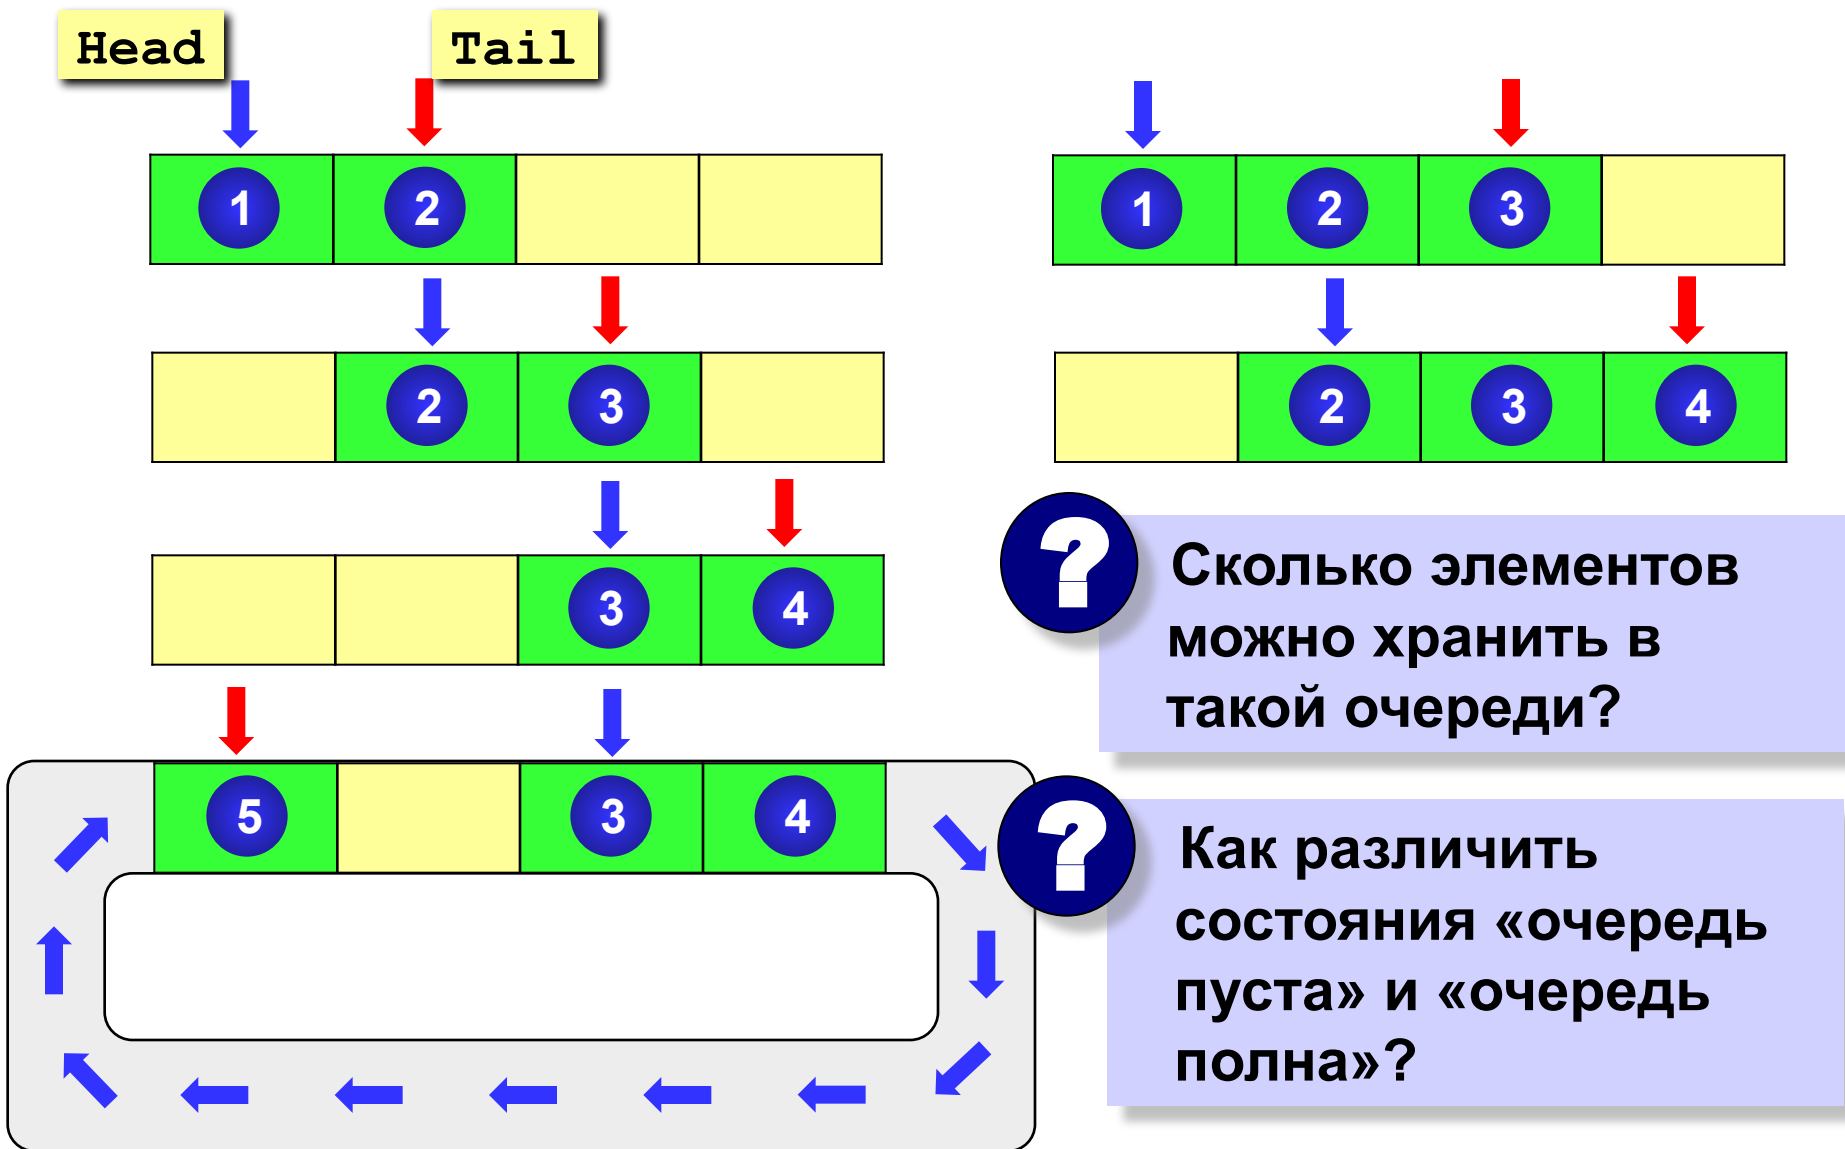 Head Tail
1 2
1 2 3
2 3
2 3 4
3 4
5 3 4
? Сколько элементов
можно хранить в
такой очереди?
? Как различить
состояния «очередь
пуста» и «очередь
полна»?